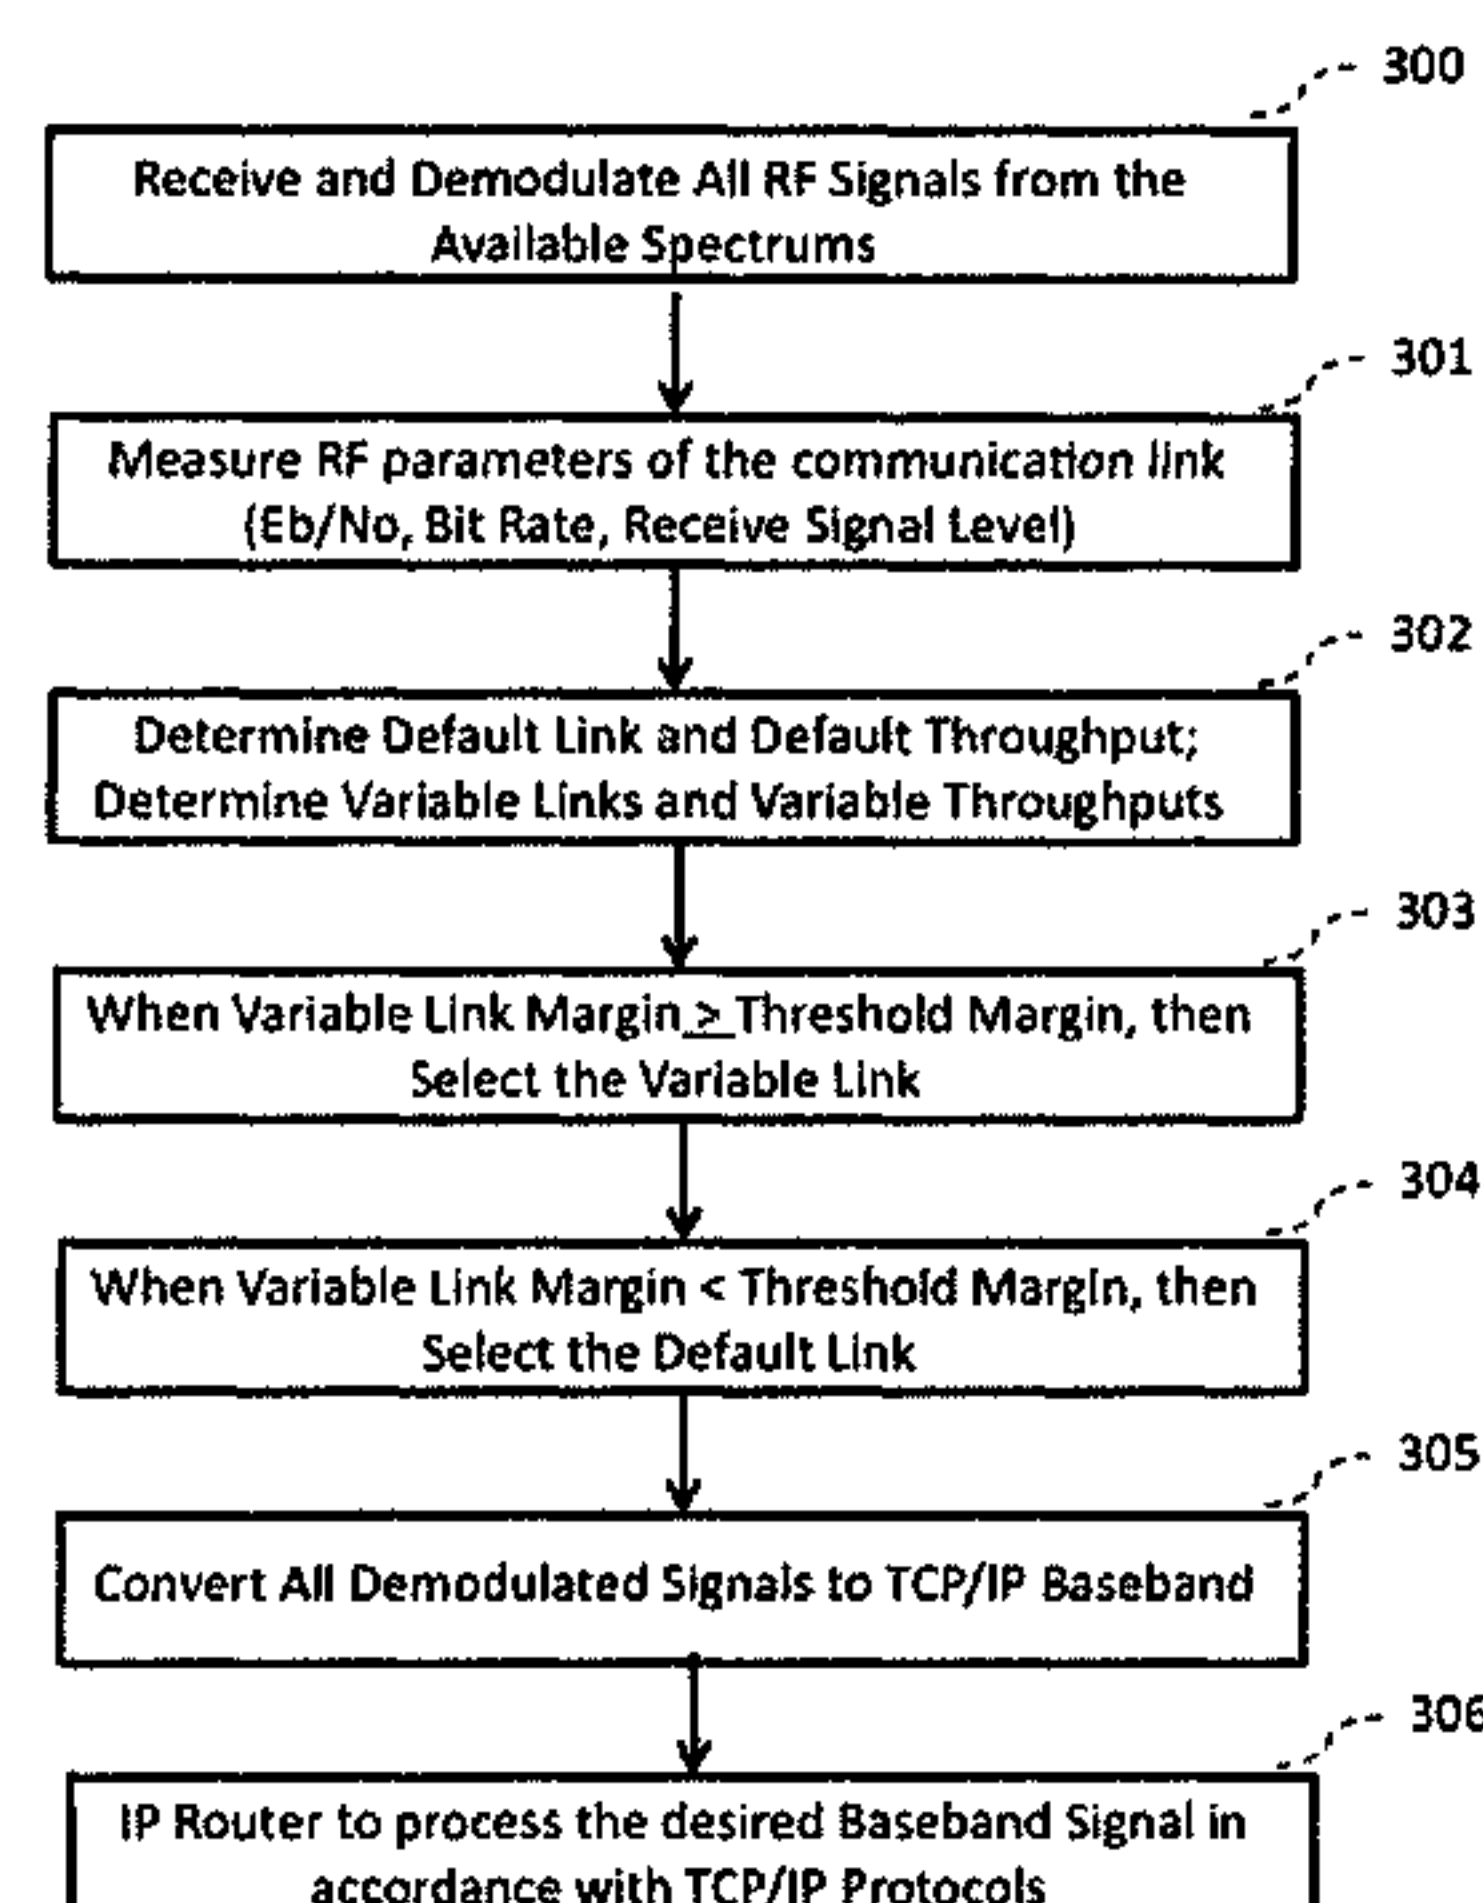 300
Receive and Demodulate All RF Signals from the
Available Spectrums
301
Measure RF parameters of the communication link
(Eb/No, Bit Rate, Receive Signal Level)
302
Determine Default Link and Default Throughput;
Determine Variable Links and Variable Throughputs
303
When Variable Link Margin ≥ Threshold Margin, then
Select the Variable Link
304
When Variable Link Margin < Threshold Margin, then
Select the Default Link
305
Convert All Demodulated Signals to TCP/IP Baseband
306
IP Router to process the desired Baseband Signal in
accordance with TCP/IP Protocols